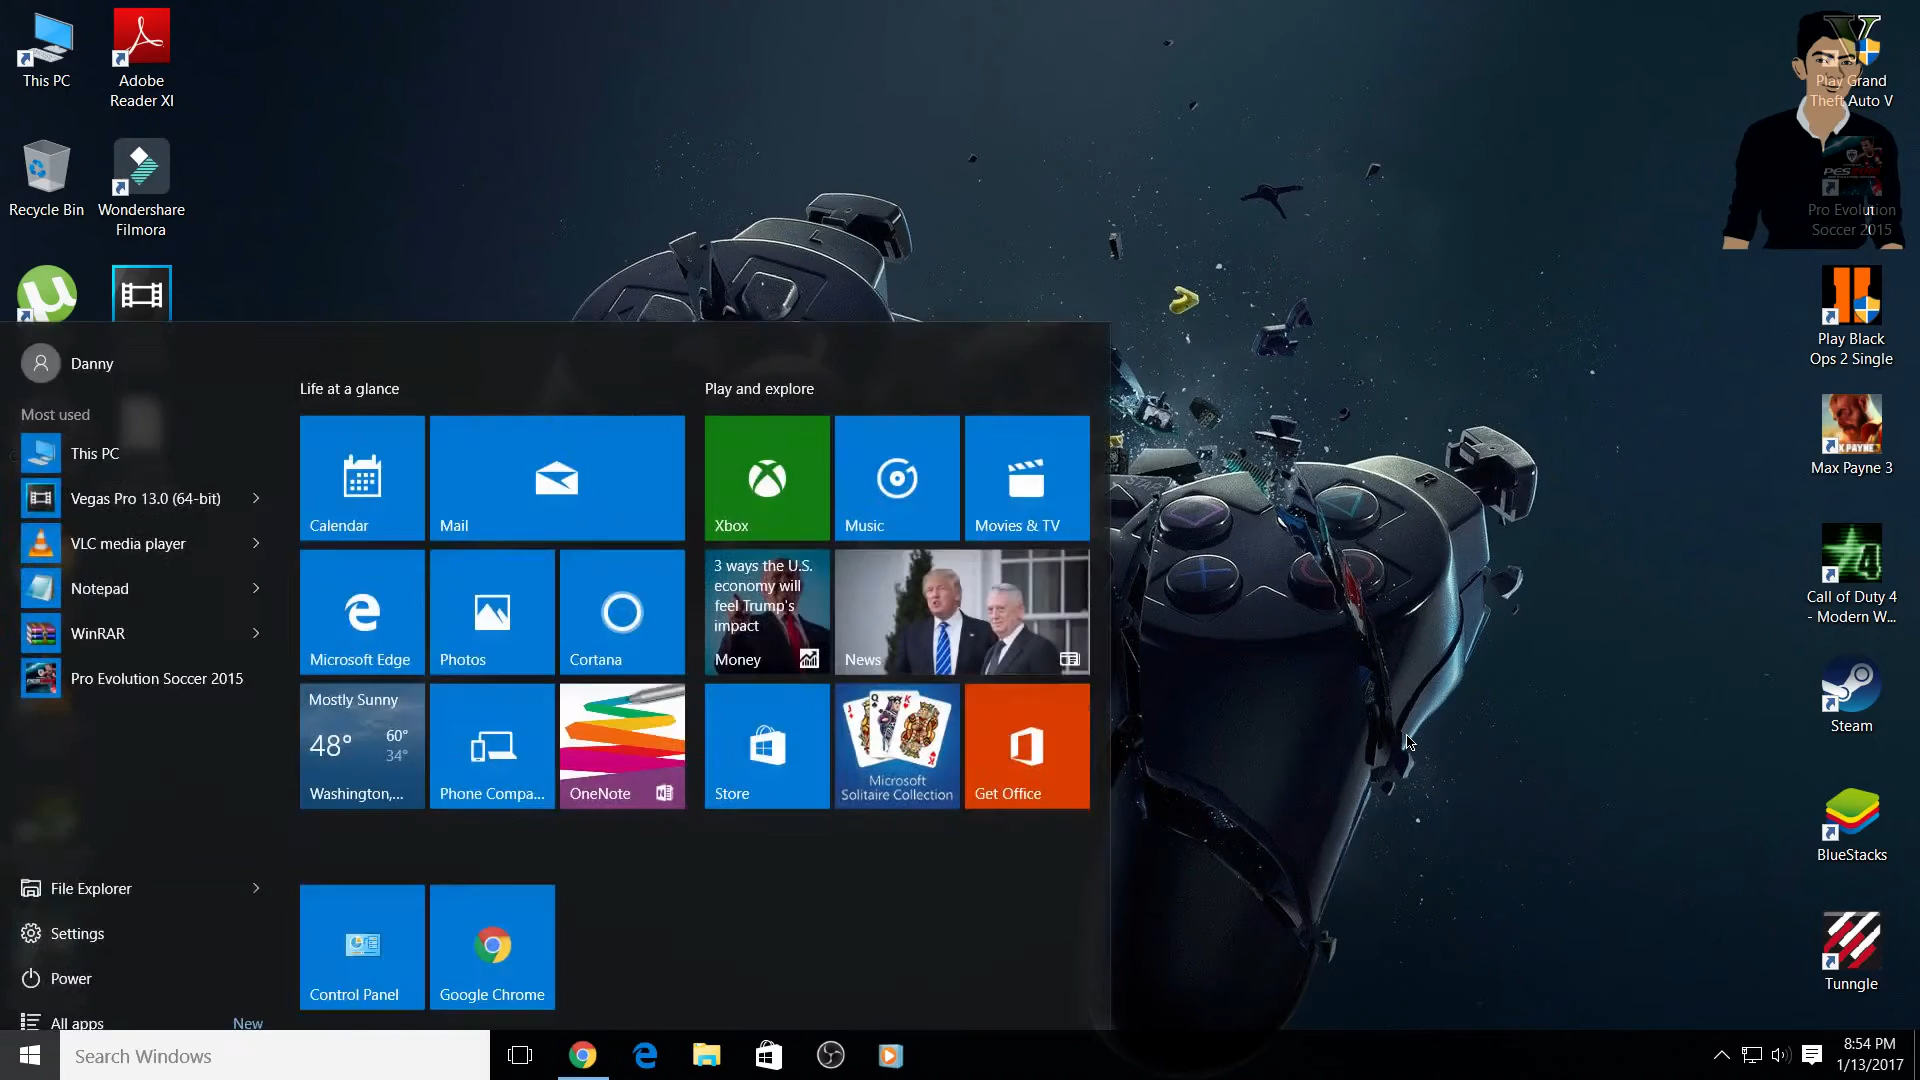 This PC
Adobe
Reader XI
Recycle Bin
Wondershare
Filmora
Play Grand
Theft Auto V
Pro Evolution
Soccer 2015
Play Black
Ops 2 Single
Max Payne 3
Call of Duty 4
- Modern W...
Steam
BlueStacks
Tunngle
Danny
Most used
This PC
Vegas Pro 13.0 (64-bit)
VLC media player
Notepad
WinRAR
Pro Evolution Soccer 2015
File Explorer
Settings
Power
All apps
New
Life at a glance
Calendar
Mail
Microsoft Edge
Photos
Cortana
Mostly Sunny
48°
60°
34°
Washington,...
Phone Compa...
OneNote
Control Panel
Google Chrome
Play and explore
Xbox
Music
Movies & TV
3 ways the U.S.
economy will
feel Trump's
impact
Money
News
Store
Microsoft
Solitaire Collection
Get Office
Search Windows
8:54 PM
1/13/2017